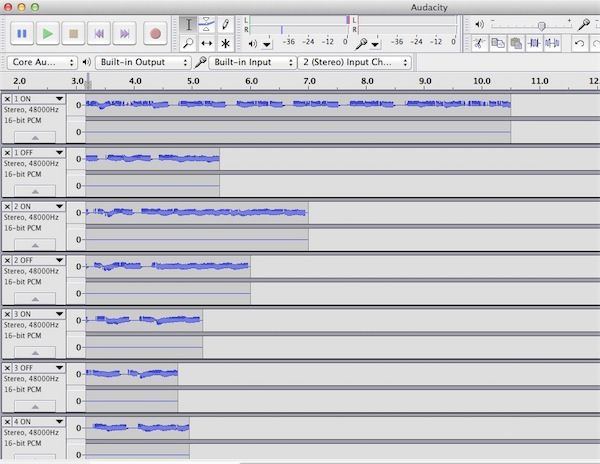 Audacity
L
R
-36 -24 -12 0
L
R
-36 -24 -12 0
Core Au... Built-in Output Built-in Input 2 (Stereo) Input Ch...
2.0 3.0 4.0 5.0 6.0 7.0 8.0 9.0 10.0 11.0 12.
1 ON
Stereo, 48000Hz
16-bit PCM
0
0
1 OFF
Stereo, 48000Hz
16-bit PCM
0
0
2 ON
Stereo, 48000Hz
16-bit PCM
0
0
2 OFF
Stereo, 48000Hz
16-bit PCM
0
0
3 ON
Stereo, 48000Hz
16-bit PCM
0
0
3 OFF
Stereo, 48000Hz
16-bit PCM
0
0
4 ON
Stereo, 48000Hz
16-bit PCM
0
0